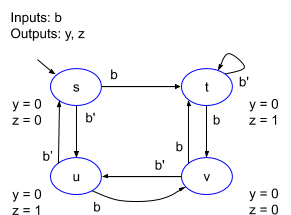 Inputs: b
Outputs: y, z
b
s
t
b'
y = 0
z = 0
b'
b
y = 0
z = 1
b'
b
b'
u
v
y = 0
z = 1
b
y = 0
z = 0